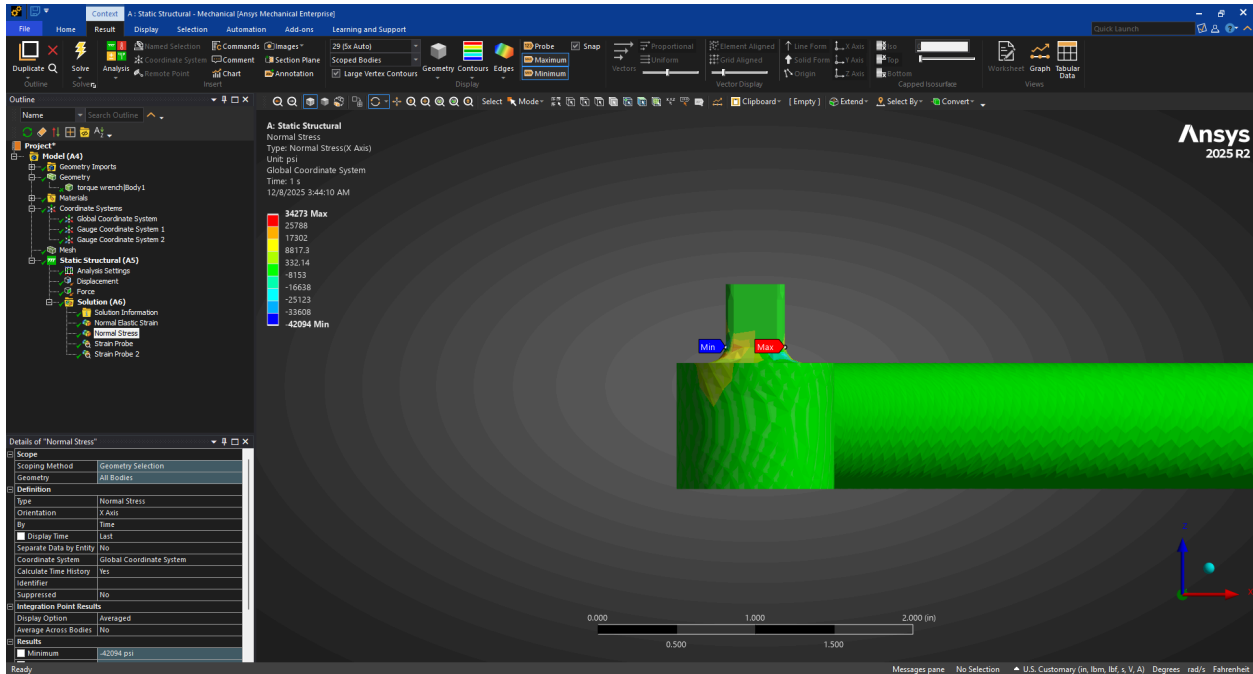 Context A : Static Structural - Mechanical [Ansys Mechanical Enterprise]
File Home Result Display Selection Automation Add-ons Learning and Support Quick Launch
Duplicate
Outline
Solve
Solver
Analysis
Named Selection
Remote Point
Commands
Comment
Chart
Images
Section Plane
Annotation
Insert
29 (5x Auto)
Scoped Bodies
Large Vertex Contours
Geometry Contours Edges
Probe
Maximum
Minimum
Snap
Display
Vectors
Proportional
Uniform
Element Aligned
Grid Aligned
Line Form
Solid Form
Origin
X Axis
Y Axis
Z Axis
Vector Display
Iso
Top
Bottom
Capped Isosurface
Worksheet Graph Tabular Data
Views
Outline
Name Search Outline
Select Mode Clipboard [ Empty ] Extend Select By Convert
Project*
Model (A4)
Geometry Imports
Geometry
torque wrench|Body1
Materials
Coordinate Systems
Global Coordinate System
Gauge Coordinate System 1
Gauge Coordinate System 2
Mesh
Static Structural (A5)
Analysis Settings
Displacement
Force
Solution (A6)
Solution Information
Normal Elastic Strain
Normal Stress
Strain Probe
Strain Probe 2
Details of "Normal Stress"
Scope
Scoping Method Geometry Selection
Geometry All Bodies
Definition
Type Normal Stress
Orientation X Axis
By Time
Display Time Last
Separate Data by Entity No
Coordinate System Global Coordinate System
Calculate Time History Yes
Identifier
Suppressed No
Integration Point Results
Display Option Averaged
Average Across Bodies No
Results
Minimum -42094 psi
A: Static Structural
Normal Stress
Type: Normal Stress(X Axis)
Unit: psi
Global Coordinate System
Time: 1 s
12/8/2025 3:44:10 AM
34273 Max
25788
17302
8817.3
332.14
-8153
-16638
-25123
-33608
-42094 Min
Ansys
2025 R2
Min
Max
Z
X
0.000 1.000 2.000 (in)
0.500 1.500
Ready Messages pane No Selection U.S. Customary (in, lbm, lbf, s, V, A) Degrees rad/s Fahrenheit